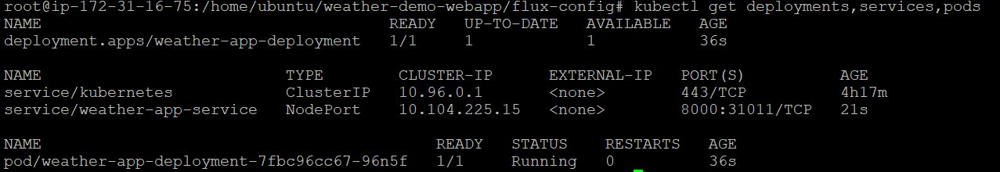 root@ip-172-31-16-75:/home/ubuntu/weather-demo-webapp/flux-config# kubectl get deployments,services,pods
NAME READY UP-TO-DATE AVAILABLE AGE
deployment.apps/weather-app-deployment 1/1 1 1 36s
NAME TYPE CLUSTER-IP EXTERNAL-IP PORT(S) AGE
service/kubernetes ClusterIP 10.96.0.1 <none> 443/TCP 4h17m
service/weather-app-service NodePort 10.104.225.15 <none> 8000:31011/TCP 21s
NAME READY STATUS RESTARTS AGE
pod/weather-app-deployment-7fbc96cc67-96n5f 1/1 Running 0 36s